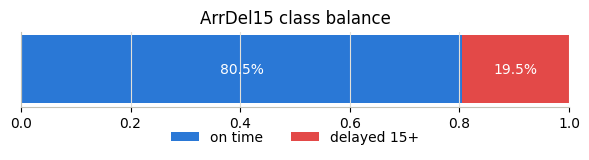 ArrDel15 class balance
80.5% 19.5%
0.0 0.2 0.4 0.6 0.8 1.0
on time delayed 15+